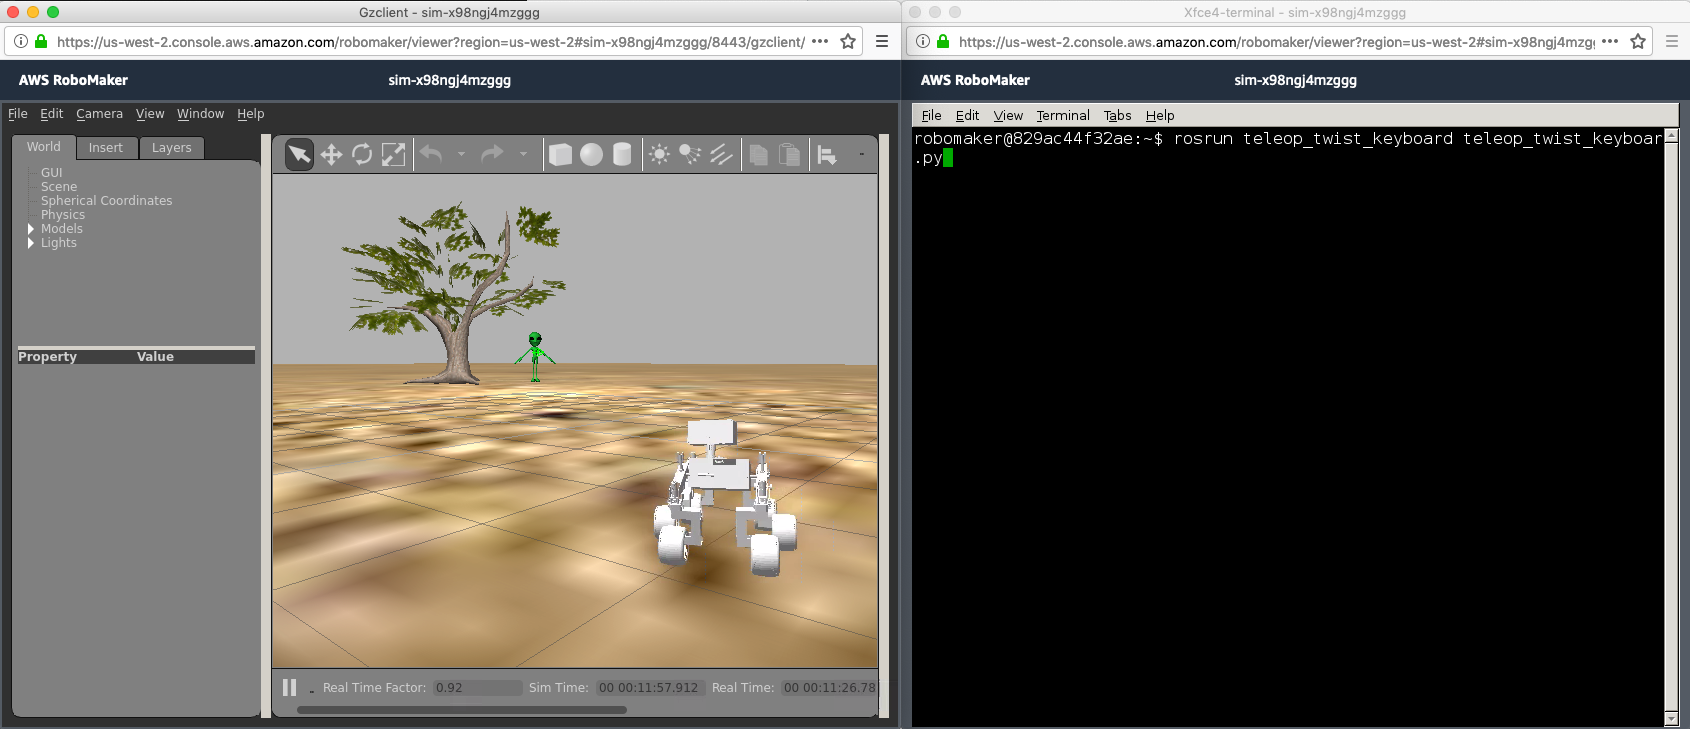 Gzclient - sim-x98ngj4mzggg
https://us-west-2.console.aws.amazon.com/robomaker/viewer?region=us-west-2#sim-x98ngj4mzggg/8443/gzclient/
AWS RoboMaker
sim-x98ngj4mzggg
File Edit Camera View Window Help
World Insert Layers
GUI
Scene
Spherical Coordinates
Physics
Models
Lights
Property Value
Real Time Factor: 0.92 Sim Time: 00 00:11:57.912 Real Time: 00 00:11:26.78
Xfce4-terminal - sim-x98ngj4mzggg
https://us-west-2.console.aws.amazon.com/robomaker/viewer?region=us-west-2#sim-x98ngj4mzg
AWS RoboMaker
sim-x98ngj4mzggg
File Edit View Terminal Tabs Help
robomaker@829ac44f32ae:~$ rosrun teleop_twist_keyboard teleop_twist_keyboar
.py